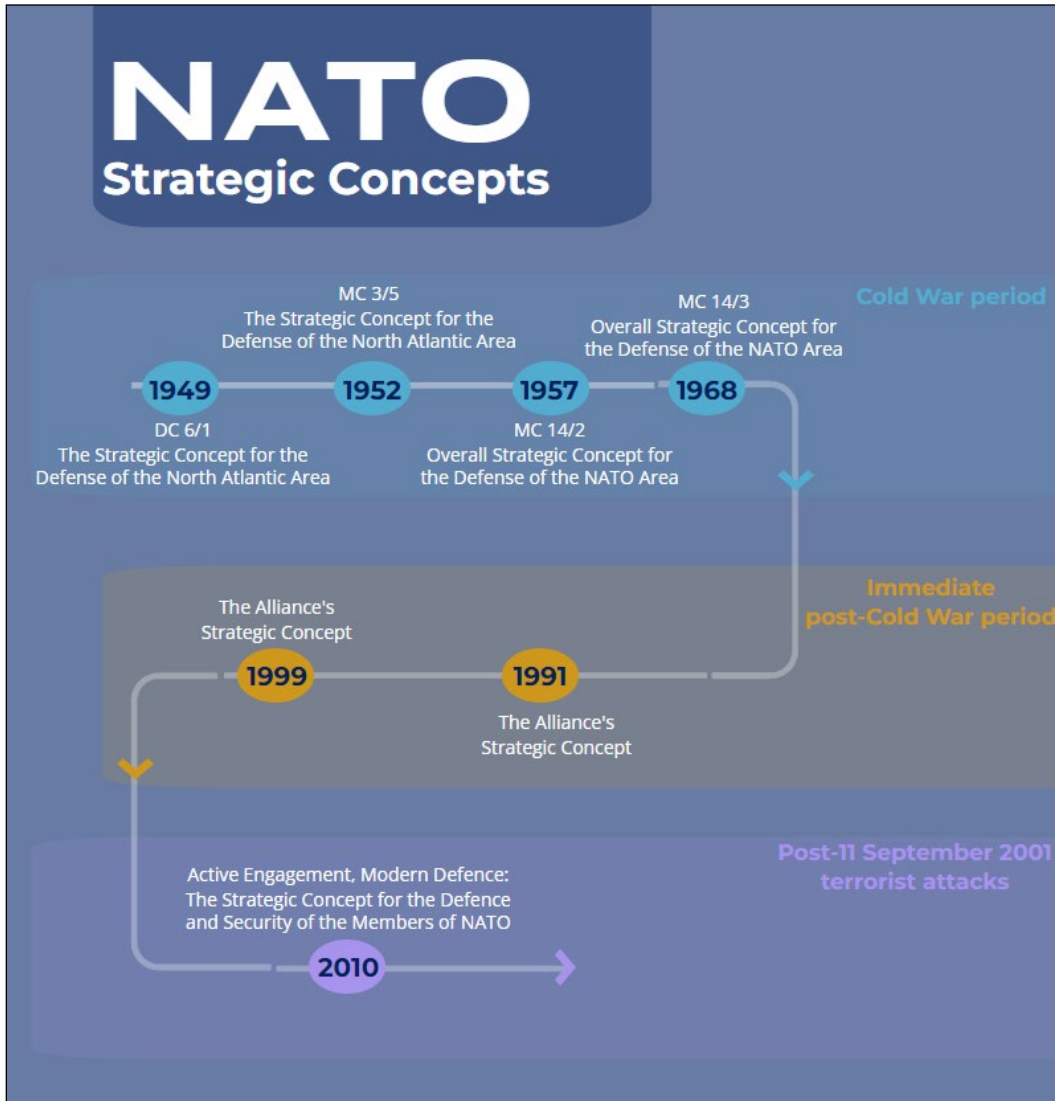 NATO
Strategic Concepts
Cold War period
MC 3/5
The Strategic Concept for the
Defense of the North Atlantic Area
MC 14/3
Overall Strategic Concept for
the Defense of the NATO Area
1949
1952
1957
1968
DC 6/1
The Strategic Concept for the
Defense of the North Atlantic Area
MC 14/2
Overall Strategic Concept for
the Defense of the NATO Area
Immediate
post-Cold War period
The Alliance's
Strategic Concept
1999
1991
The Alliance's
Strategic Concept
Post-11 September 2001
terrorist attacks
Active Engagement, Modern Defence:
The Strategic Concept for the Defence
and Security of the Members of NATO
2010